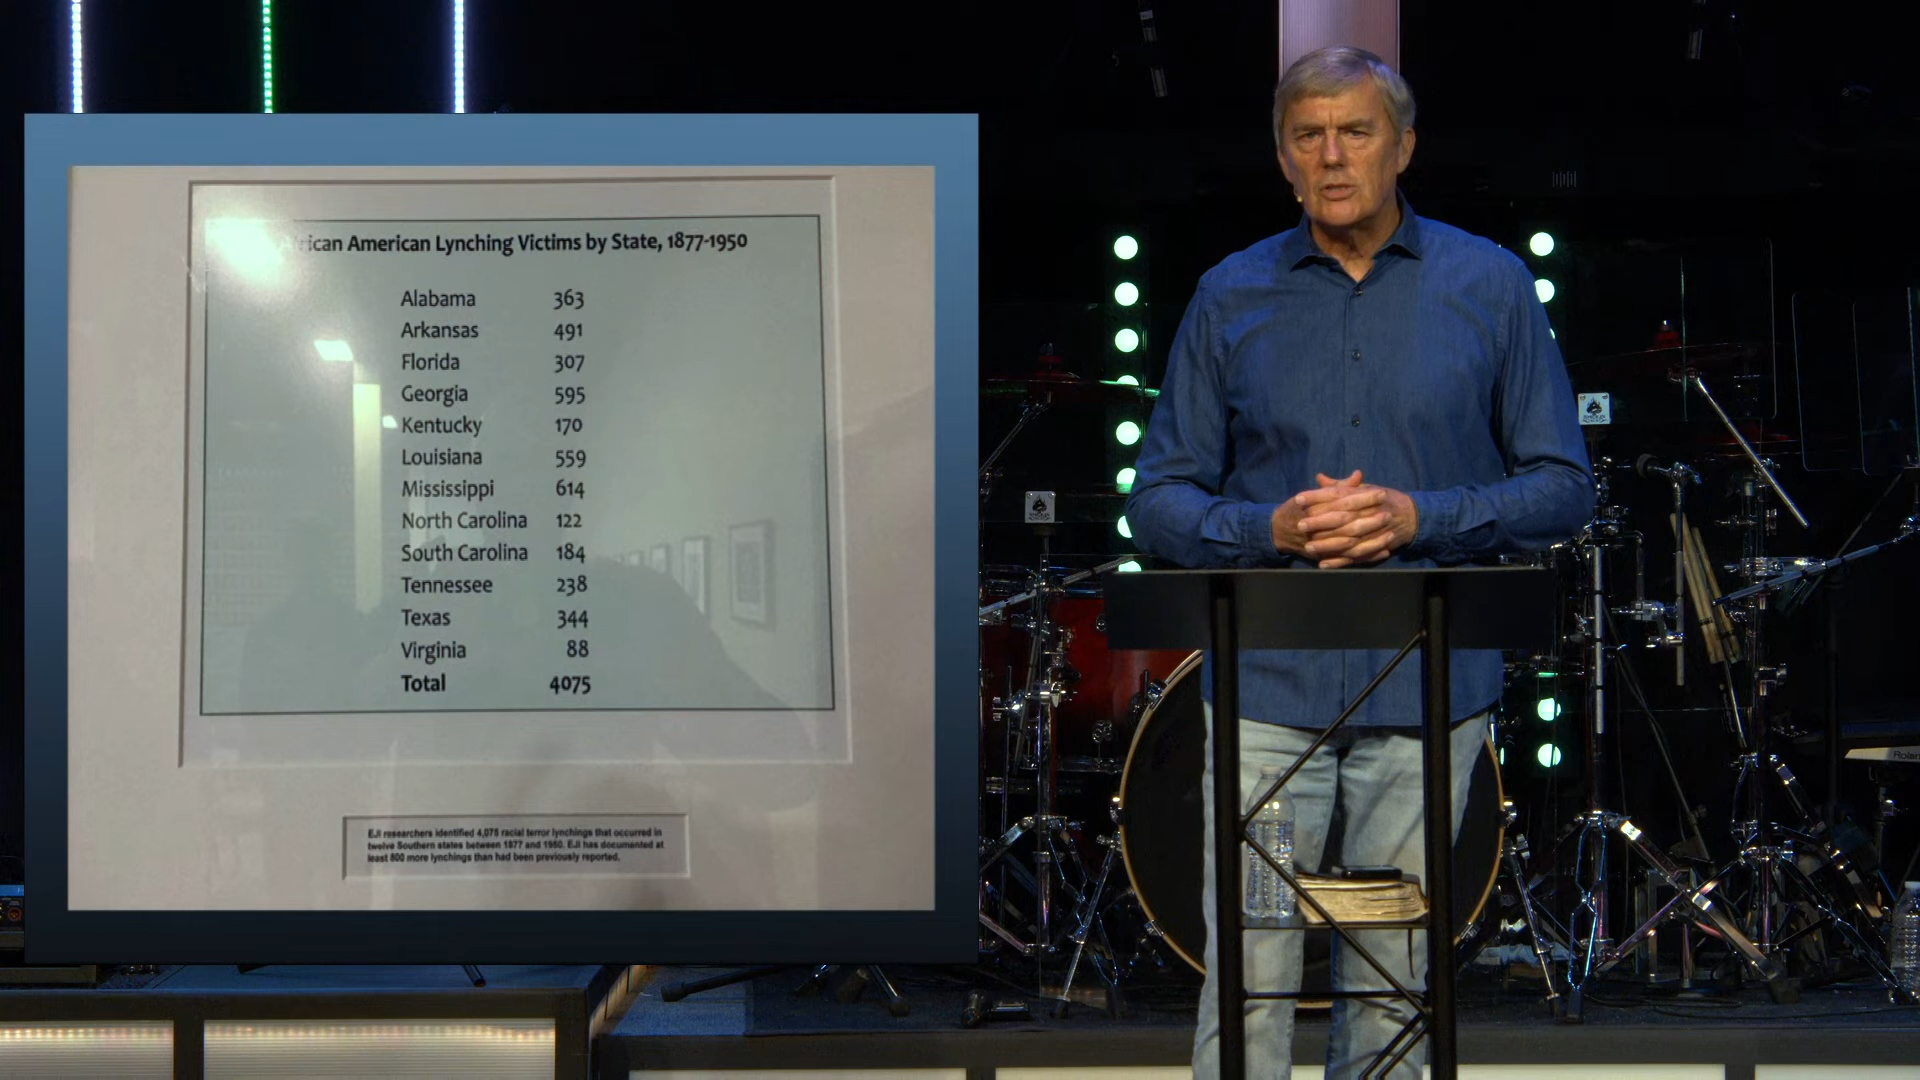 rican American Lynching Victims by State, 1877-1950
Alabama 363
Arkansas 491
Florida 307
Georgia 595
Kentucky 170
Louisiana 559
Mississippi 614
North Carolina 122
South Carolina 184
Tennessee 238
Texas 344
Virginia 88
Total 4075
EJI researchers identified 4,075 racial terror lynchings that occurred in
twelve Southern states between 1877 and 1950. EJI has documented at
least 800 more lynchings than had been previously reported.
Rolan